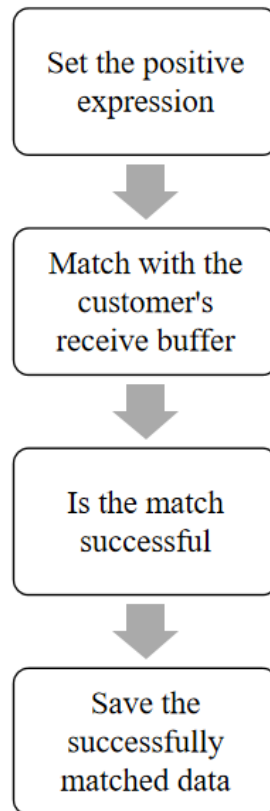 Set the positive
expression
Match with the
customer's
receive buffer
Is the match
successful
Save the
successfully
matched data